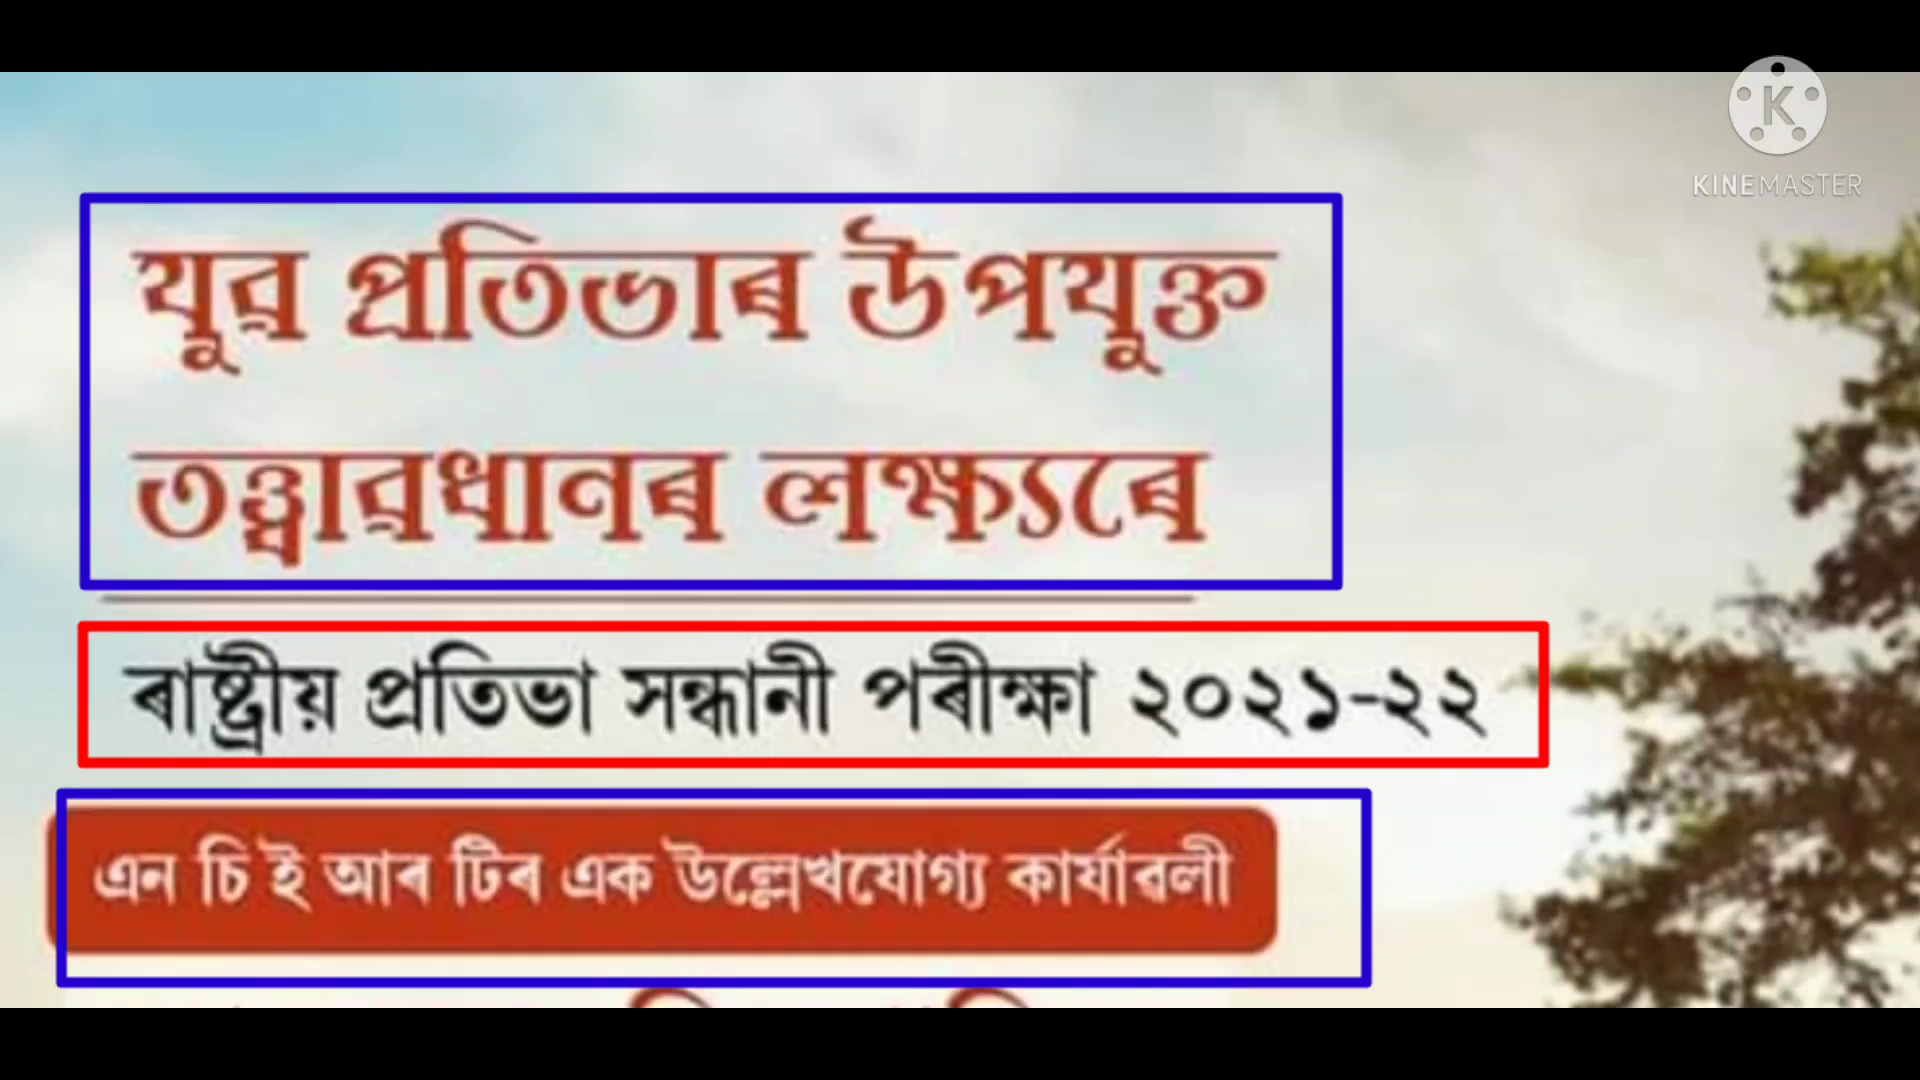 KINEMASTER
যুৱ প্ৰতিভাৰ উপযুক্ত
তত্ত্বাৱধানৰ লক্ষ্যৰে
ৰাষ্ট্ৰীয় প্ৰতিভা সন্ধানী পৰীক্ষা ২০২১-২২
এন চি ই আৰ টিৰ এক উল্লেখযোগ্য কাৰ্যাৱলী